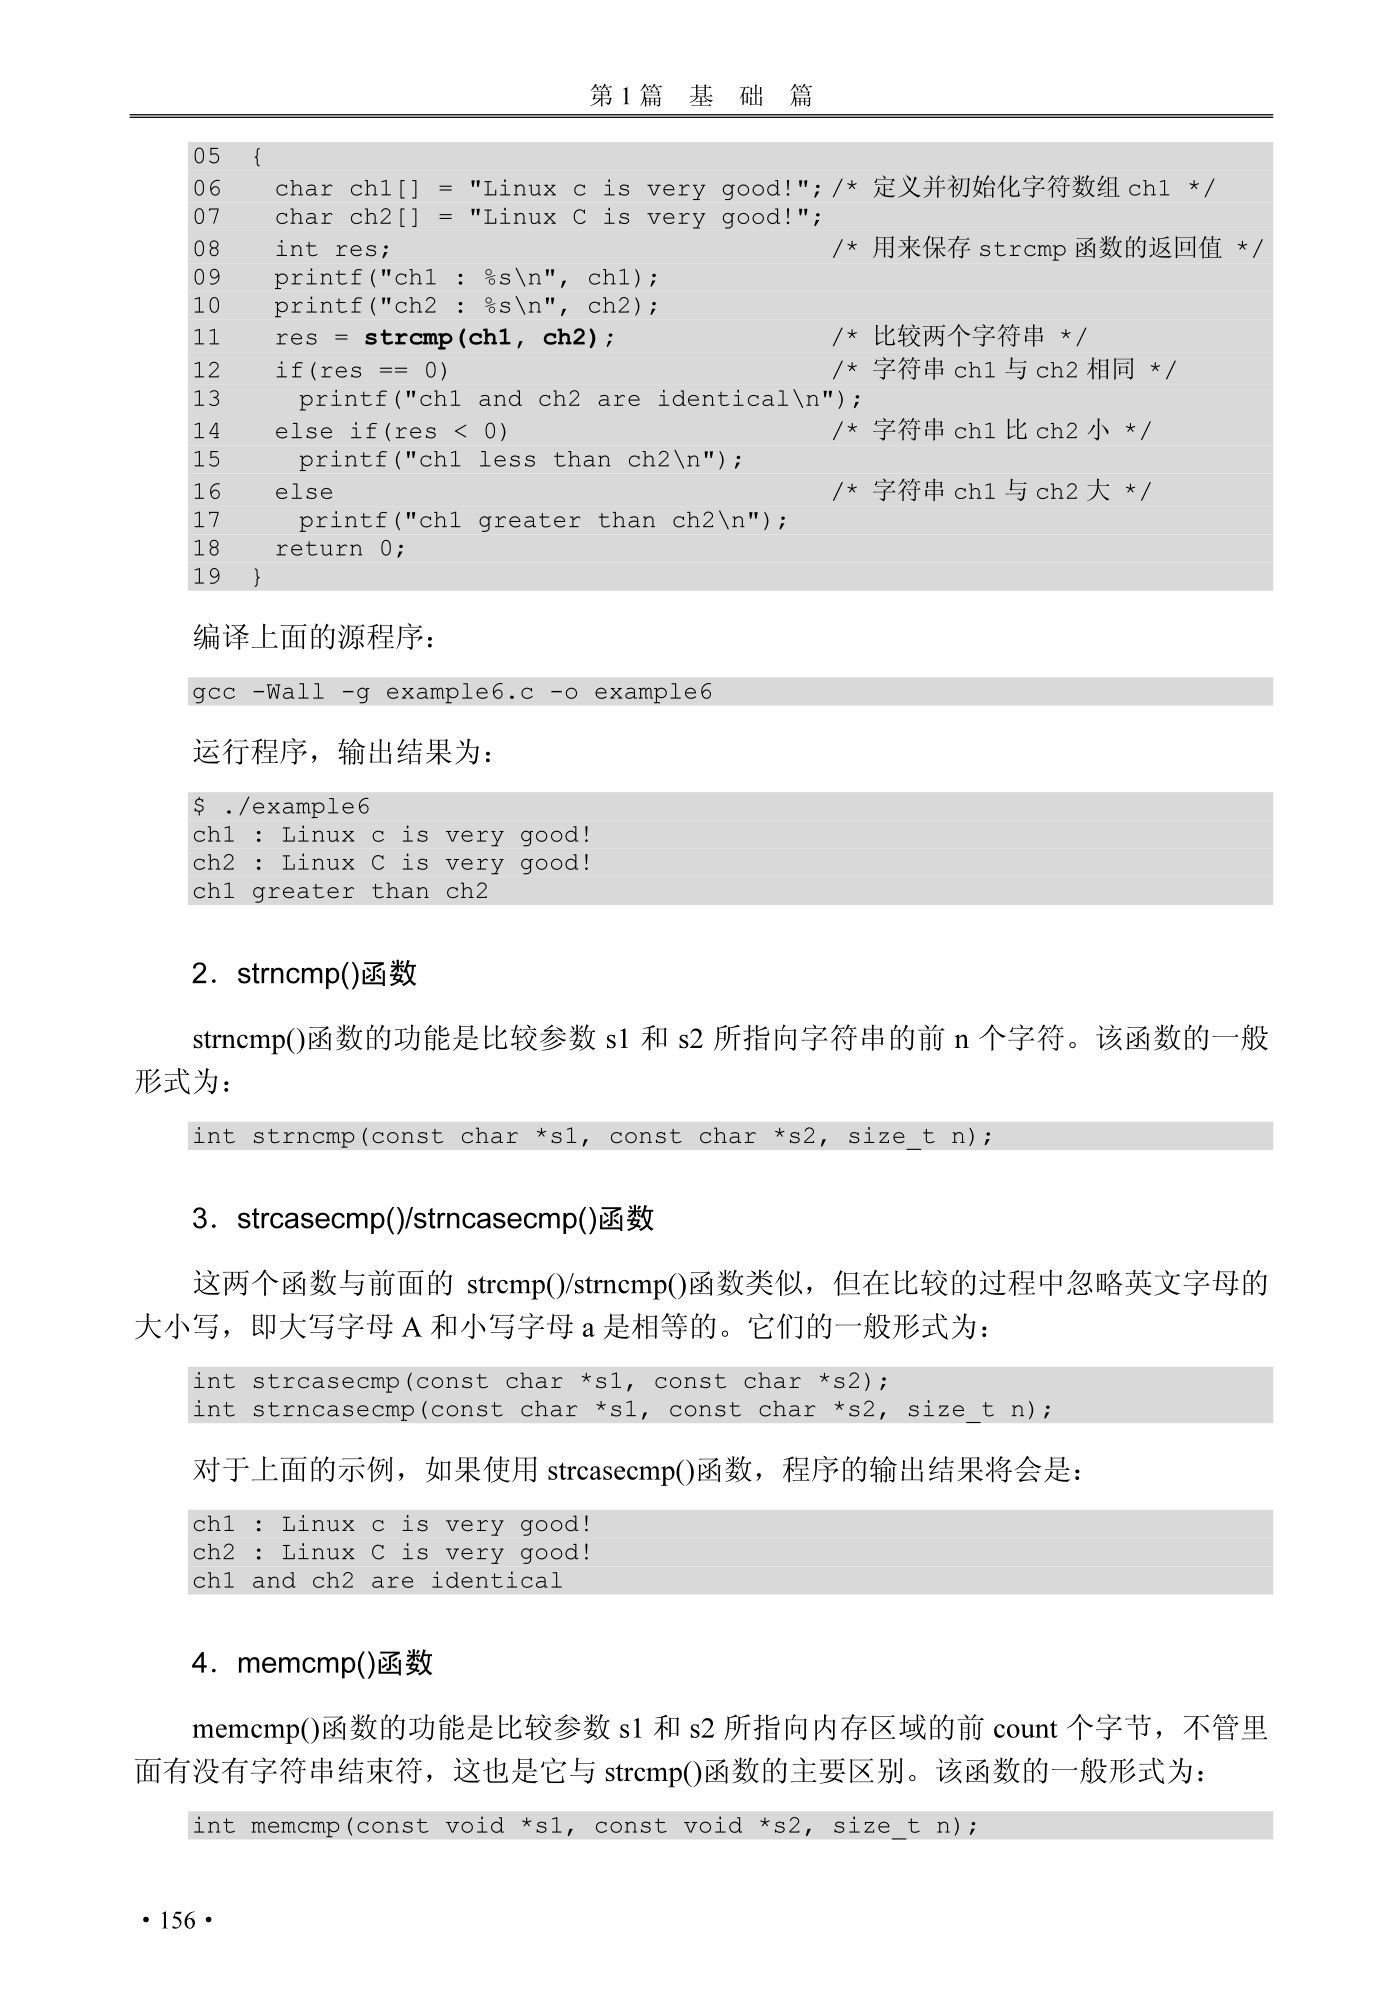 第 1 篇　基　础　篇
05  {
06    char ch1[] = "Linux c is very good!"; /* 定义并初始化字符数组 ch1 */
07    char ch2[] = "Linux C is very good!";
08    int res;                              /* 用来保存 strcmp 函数的返回值 */
09    printf("ch1 : %s\n", ch1);
10    printf("ch2 : %s\n", ch2);
11    res = strcmp(ch1, ch2);               /* 比较两个字符串 */
12    if(res == 0)                          /* 字符串 ch1 与 ch2 相同 */
13      printf("ch1 and ch2 are identical\n");
14    else if(res < 0)                      /* 字符串 ch1 比 ch2 小 */
15      printf("ch1 less than ch2\n");
16    else                                  /* 字符串 ch1 与 ch2 大 */
17      printf("ch1 greater than ch2\n");
18    return 0;
19  }
编译上面的源程序：
gcc -Wall -g example6.c -o example6
运行程序，输出结果为：
$ ./example6
ch1 : Linux c is very good!
ch2 : Linux C is very good!
ch1 greater than ch2
2．strncmp()函数
strncmp()函数的功能是比较参数 s1 和 s2 所指向字符串的前 n 个字符。该函数的一般
形式为：
int strncmp(const char *s1, const char *s2, size_t n);
3．strcasecmp()/strncasecmp()函数
这两个函数与前面的 strcmp()/strncmp()函数类似，但在比较的过程中忽略英文字母的
大小写，即大写字母 A 和小写字母 a 是相等的。它们的一般形式为：
int strcasecmp(const char *s1, const char *s2);
int strncasecmp(const char *s1, const char *s2, size_t n);
对于上面的示例，如果使用 strcasecmp()函数，程序的输出结果将会是：
ch1 : Linux c is very good!
ch2 : Linux C is very good!
ch1 and ch2 are identical
4．memcmp()函数
memcmp()函数的功能是比较参数 s1 和 s2 所指向内存区域的前 count 个字节，不管里
面有没有字符串结束符，这也是它与 strcmp()函数的主要区别。该函数的一般形式为：
int memcmp(const void *s1, const void *s2, size_t n);
• 156 •